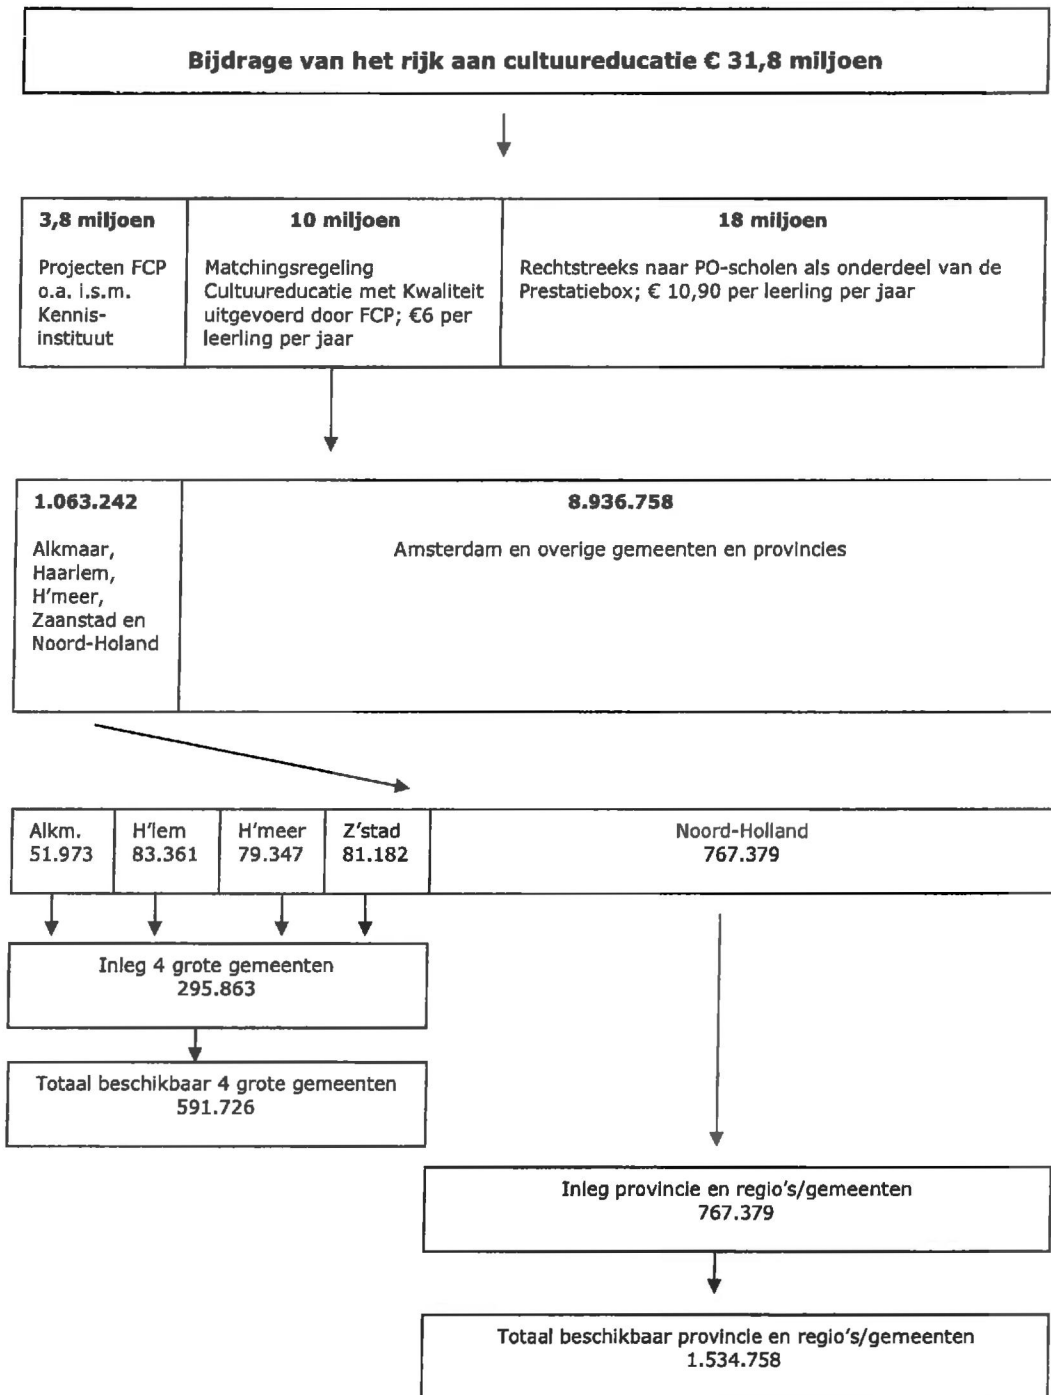 Bijdrage van het rijk aan cultuureducatie € 31,8 miljoen
3,8 miljoen
Projecten FCP
o.a. i.s.m.
Kennis-
instituut
10 miljoen
Matchingsregeling
Cultuureducatie met Kwaliteit
uitgevoerd door FCP; €6 per
leerling per jaar
18 miljoen
Rechtstreeks naar PO-scholen als onderdeel van de
Prestatiebox; € 10,90 per leerling per jaar
1.063.242
Alkmaar,
Haarlem,
H'meer,
Zaanstad en
Noord-Holand
8.936.758
Amsterdam en overige gemeenten en provincies
Alkm.
51.973
H'lem
83.361
H'meer
79.347
Z'stad
81.182
Noord-Holland
767.379
Inleg 4 grote gemeenten
295.863
Totaal beschikbaar 4 grote gemeenten
591.726
Inleg provincie en regio's/gemeenten
767.379
Totaal beschikbaar provincie en regio's/gemeenten
1.534.758